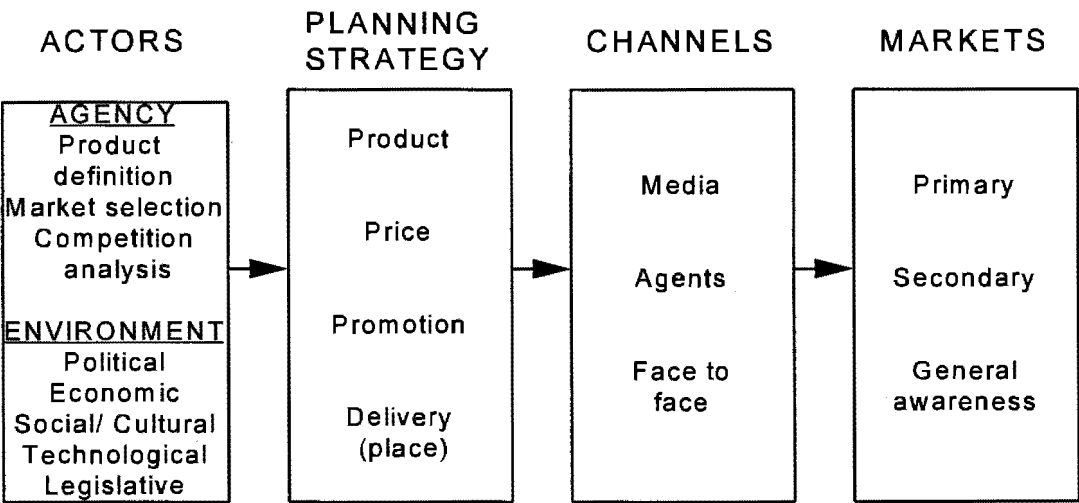 ACTORS
AGENCY
Product
definition
Market selection
Competition
analysis
ENVIRONMENT
Political
Economic
Social/ Cultural
Technological
Legislative
PLANNING
STRATEGY
Product
Price
Promotion
Delivery
(place)
CHANNELS
Media
Agents
Face to
face
MARKETS
Primary
Secondary
General
awareness